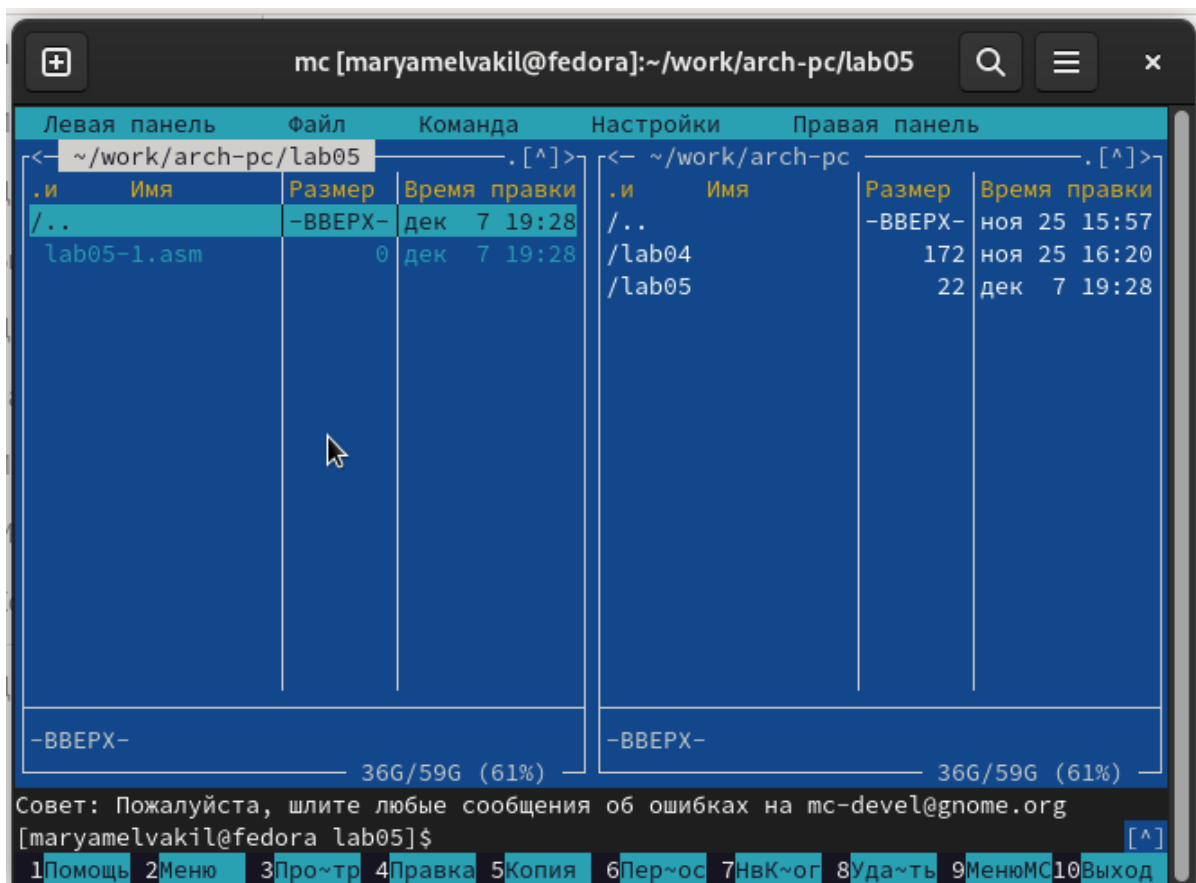 mc [maryamelvakil@fedora]:~/work/arch-pc/lab05
Левая панель Файл Команда Настройки Правая панель
<− ~/work/arch-pc/lab05 .[^]> <− ~/work/arch-pc .[^]>
.и Имя Размер Время правки .и Имя Размер Время правки
/.. −ВВЕРХ− дек 7 19:28 /.. −ВВЕРХ− ноя 25 15:57
lab05-1.asm 0 дек 7 19:28 /lab04 172 ноя 25 16:20
/lab05 22 дек 7 19:28
−ВВЕРХ− −ВВЕРХ−
36G/59G (61%) 36G/59G (61%)
Совет: Пожалуйста, шлите любые сообщения об ошибках на mc-devel@gnome.org
[maryamelvakil@fedora lab05]$ [^]
1Помощь 2Меню 3Про~тр 4Правка 5Копия 6Пер~ос 7НвК~ог 8Уда~ть 9МенюМС10Выход